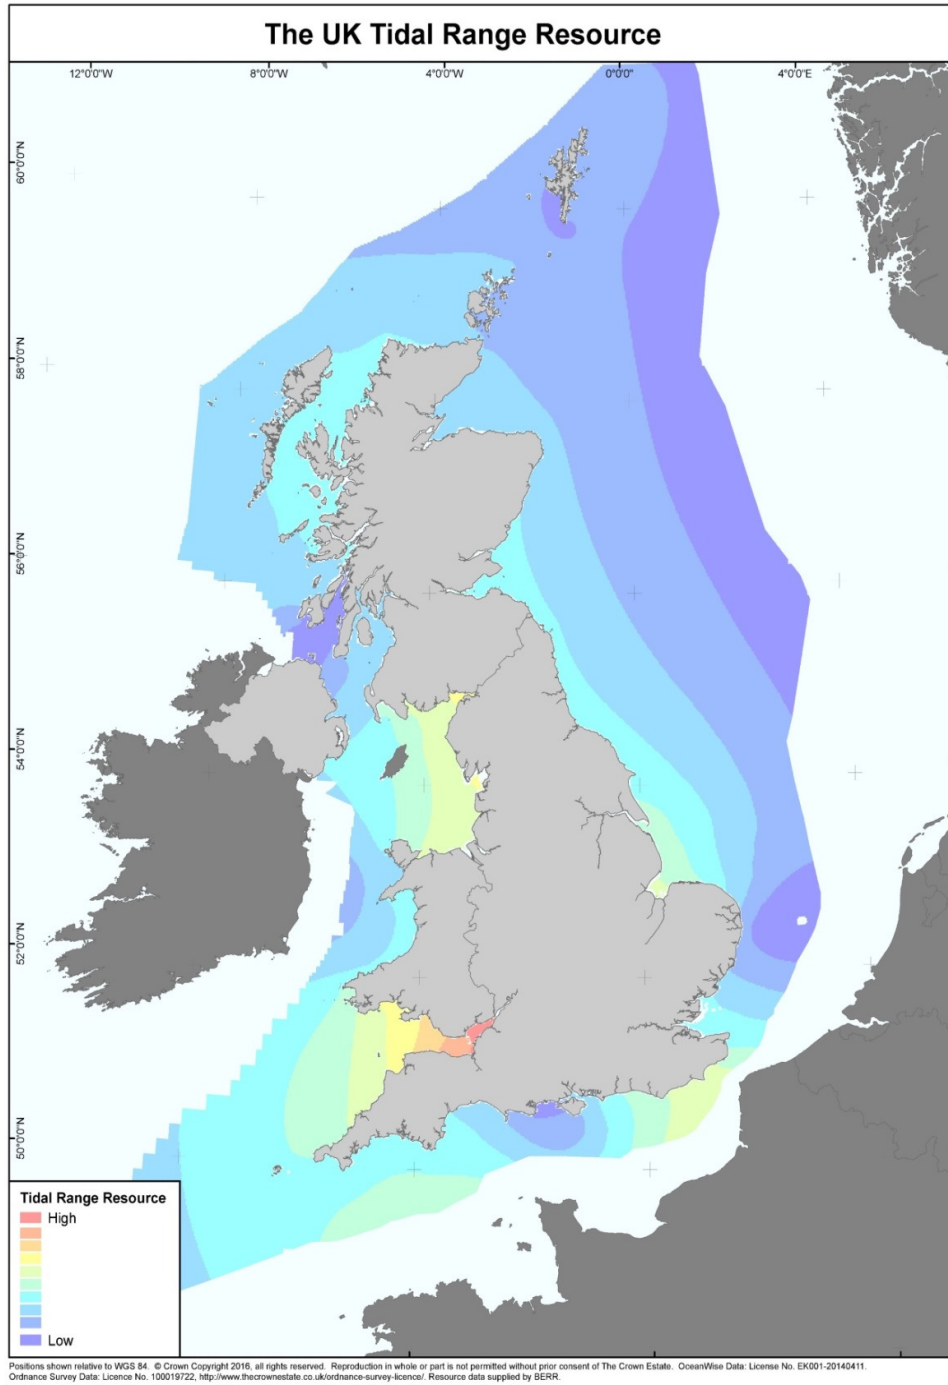 The UK Tidal Range Resource
12°0'0"W 8°0'0"W 4°0'0"W 0°0'0" 4°0'0"E
60°0'0"N
58°0'0"N
56°0'0"N
54°0'0"N
52°0'0"N
50°0'0"N
Tidal Range Resource
High
Low
Positions shown relative to WGS 84. © Crown Copyright 2016, all rights reserved. Reproduction in whole or part is not permitted without prior consent of The Crown Estate. OceanWise Data: License No. EK001-20140411.
Ordnance Survey Data: Licence No. 100019722, http://www.thecrownestate.co.uk/ordnance-survey-licence/. Resource data supplied by BERR.